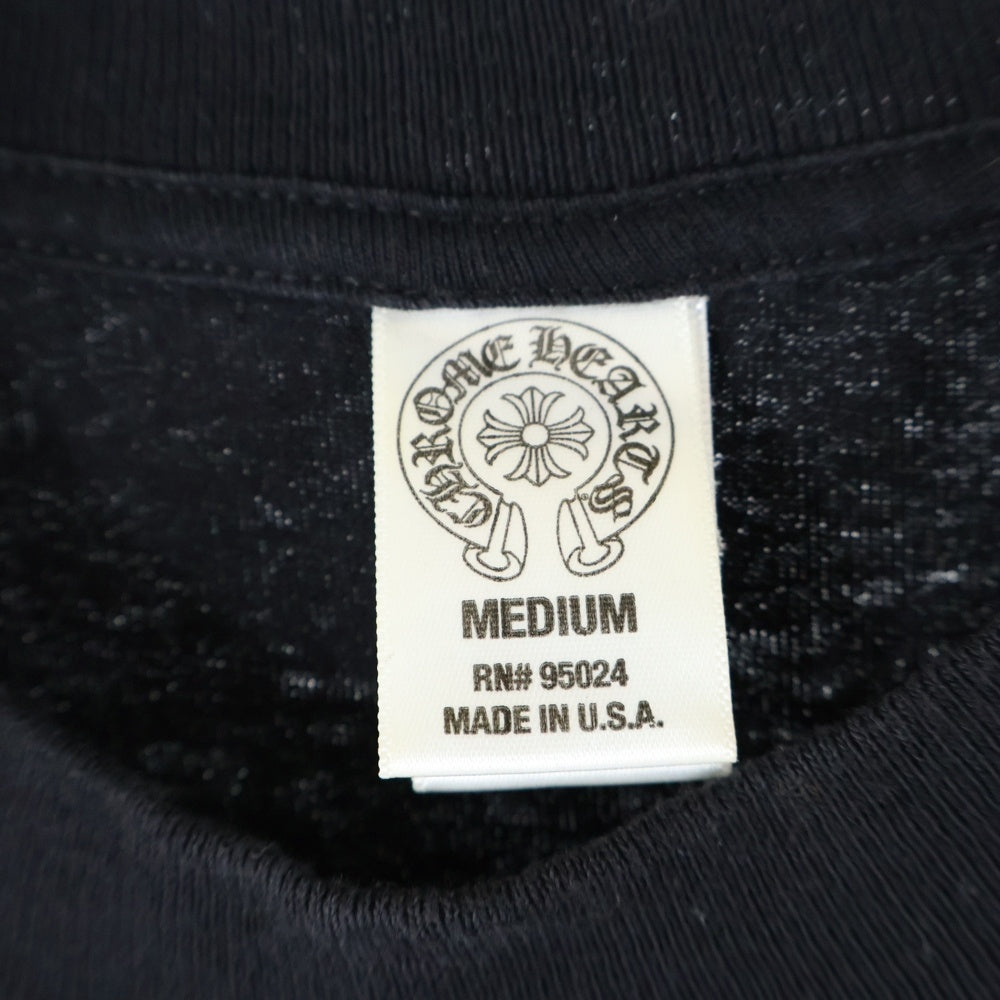 CHROME HEARTS
MEDIUM
RN# 95024
MADE IN U.S.A.